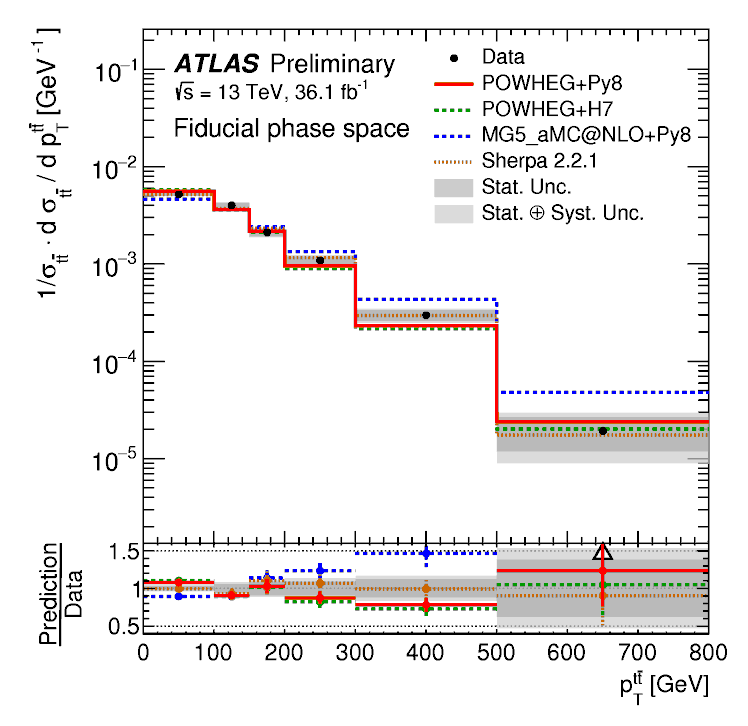 ATLAS Preliminary
√s = 13 TeV, 36.1 fb⁻¹
Fiducial phase space
Data
POWHEG+Py8
POWHEG+H7
MG5_aMC@NLO+Py8
Sherpa 2.2.1
Stat. Unc.
Stat. ⊕ Syst. Unc.
1/σ_tt̄ · d σ_tt̄ / d p_T^tt̄ [GeV⁻¹]
10⁻¹
10⁻²
10⁻³
10⁻⁴
10⁻⁵
Prediction
Data
1.5
1
0.5
0 100 200 300 400 500 600 700 800
p_T^tt̄ [GeV]